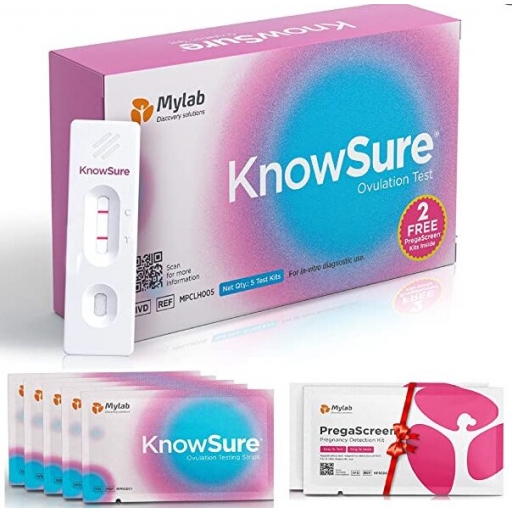 KnowSure
Mylab
Discovery solutions
KnowSure®
Ovulation Test
2
FREE
PregaScreen
Kits Inside
KnowSure
C
T
Scan
for more
information
IVD REF MPCLH005
Net Qty.: 5 Test Kits
For in-vitro diagnostic use.
Mylab
KnowSure
Ovulation Testing Strips
Mylab
PregaScreen
Pregnancy Detection Kit